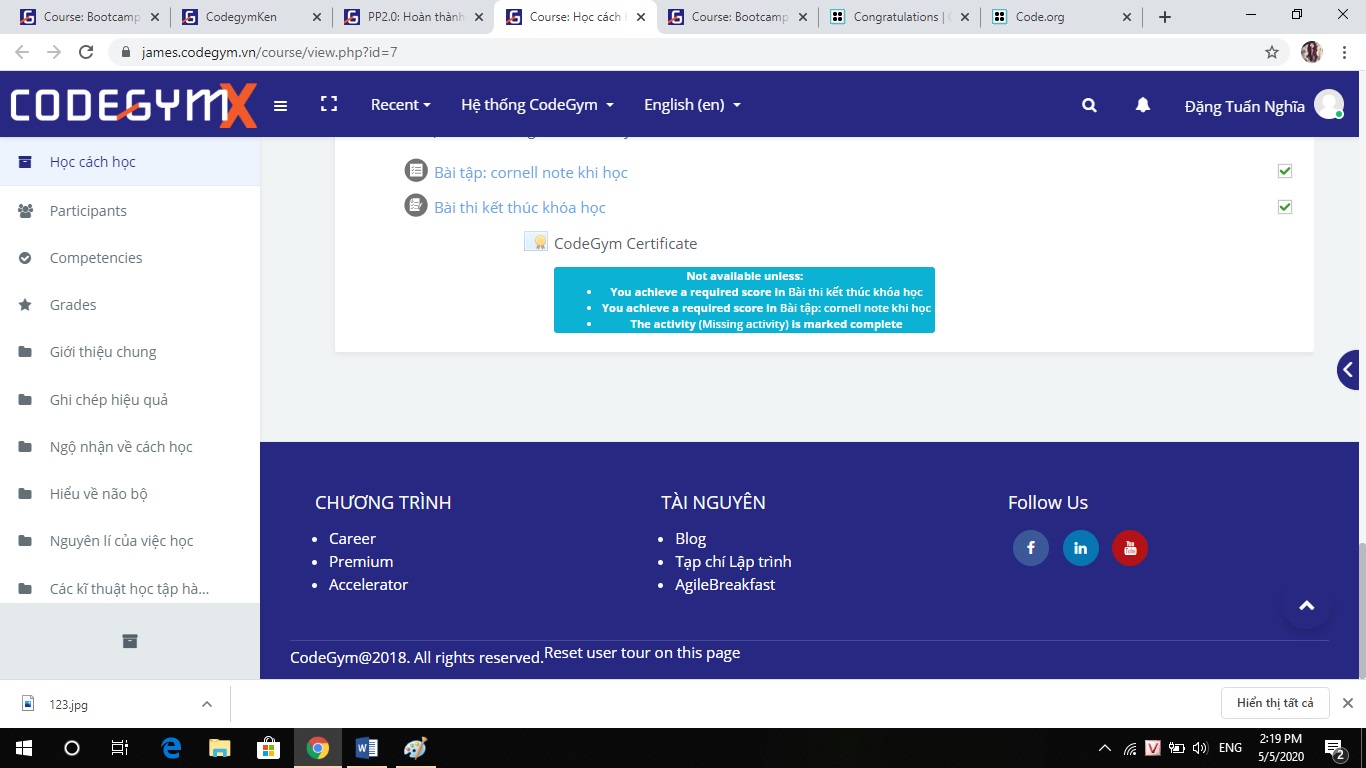 Course: Bootcamp
CodegymKen
PP2.0: Hoàn thành
Course: Học cách
Course: Bootcamp
Congratulations |
Code.org
james.codegym.vn/course/view.php?id=7
CODEGYMX
Recent
Hệ thống CodeGym
English (en)
Đặng Tuấn Nghĩa
Học cách học
Participants
Competencies
Grades
Giới thiệu chung
Ghi chép hiệu quả
Ngộ nhận về cách học
Hiểu về não bộ
Nguyên lí của việc học
Các kĩ thuật học tập hà...
Bài tập: cornell note khi học
Bài thi kết thúc khóa học
CodeGym Certificate
Not available unless:
You achieve a required score in Bài thi kết thúc khóa học
You achieve a required score in Bài tập: cornell note khi học
The activity (Missing activity) is marked complete
CHƯƠNG TRÌNH
Career
Premium
Accelerator
TÀI NGUYÊN
Blog
Tạp chí Lập trình
AgileBreakfast
Follow Us
CodeGym@2018. All rights reserved.Reset user tour on this page
123.jpg
Hiển thị tất cả
ENG
2:19 PM
5/5/2020
2